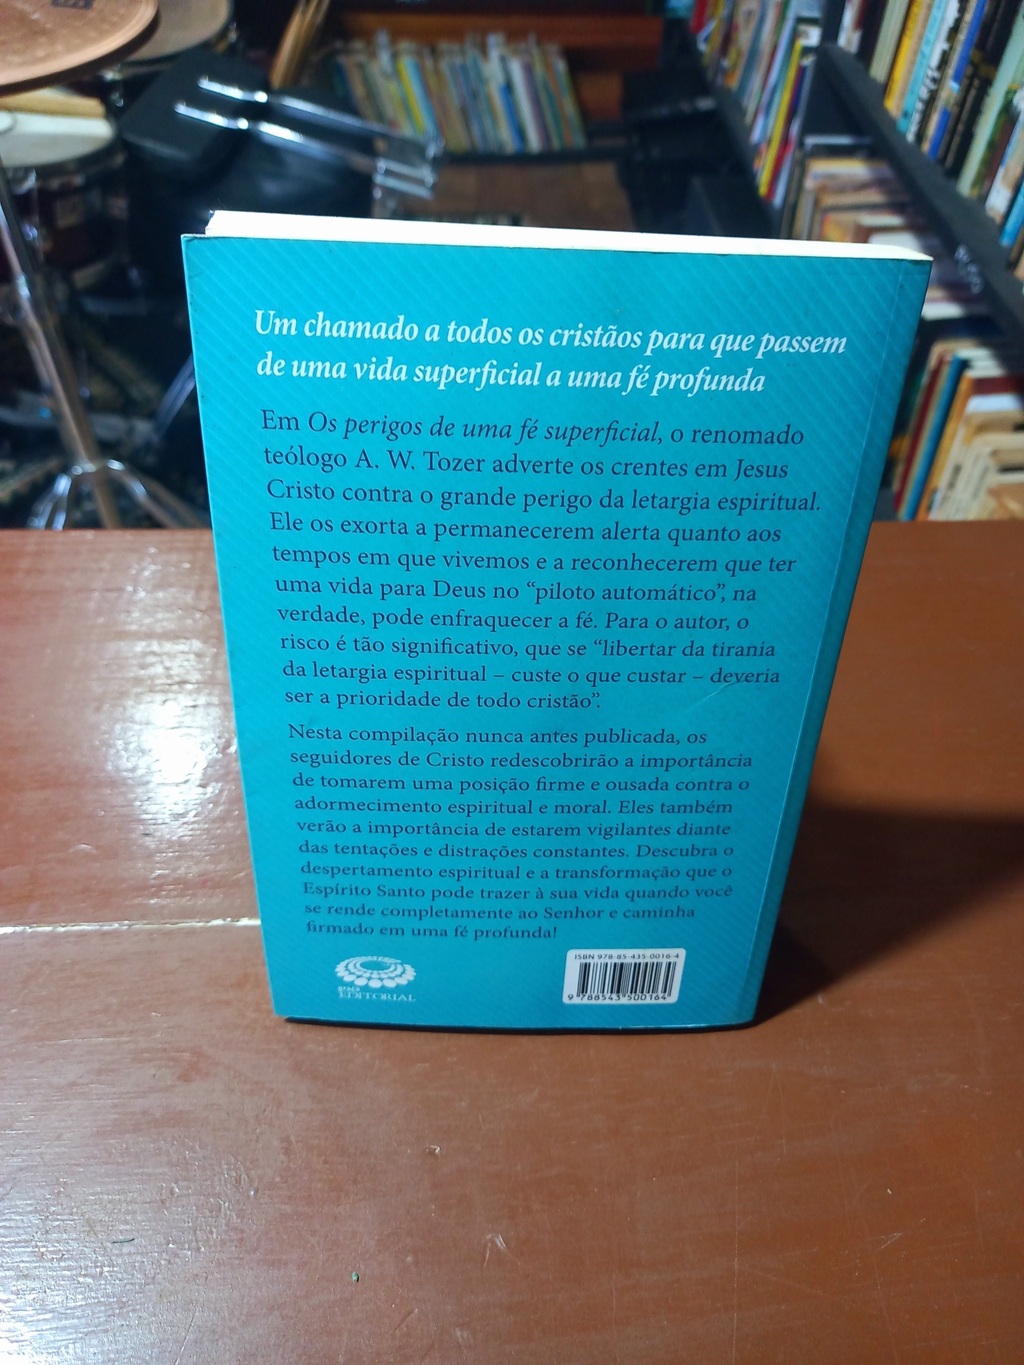 Um chamado a todos os cristãos para que passem
de uma vida superficial a uma fé profunda
Em Os perigos de uma fé superficial, o renomado
teólogo A. W. Tozer adverte os crentes em Jesus
Cristo contra o grande perigo da letargia espiritual.
Ele os exorta a permanecerem alerta quanto aos
tempos em que vivemos e a reconhecerem que ter
uma vida para Deus no “piloto automático”, na
verdade, pode enfraquecer a fé. Para o autor, o
risco é tão significativo, que se “libertar da tirania
da letargia espiritual – custe o que custar – deveria
ser a prioridade de todo cristão”.
Nesta compilação nunca antes publicada, os
seguidores de Cristo redescobrirão a importância
de tomarem uma posição firme e ousada contra o
adormecimento espiritual e moral. Eles também
verão a importância de estarem vigilantes diante
das tentações e distrações constantes. Descubra o
despertamento espiritual e a transformação que o
Espírito Santo pode trazer à sua vida quando você
se rende completamente ao Senhor e caminha
firmado em uma fé profunda!
ISBN 978-85-435-0016-4
9 788543 500164
EDITORIAL